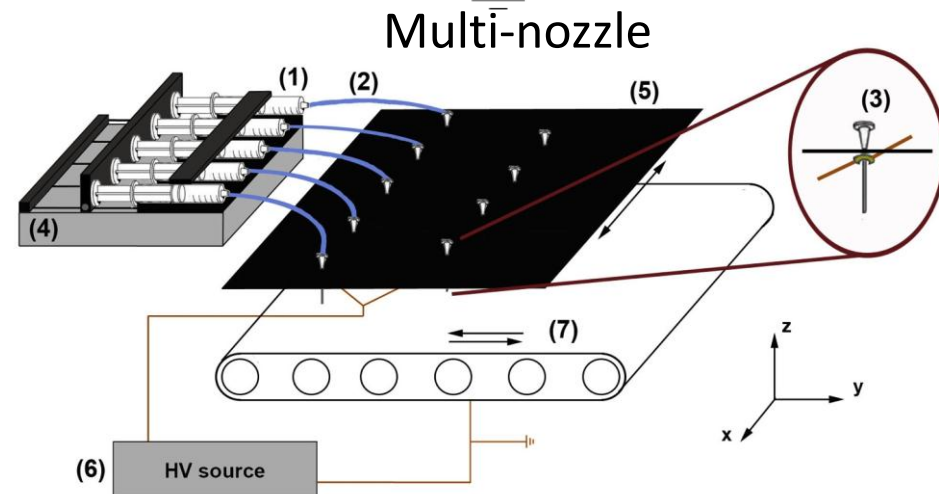 Multi-nozzle
(1)
(2)
(5)
(3)
(4)
(7)
z
y
x
(6)
HV source